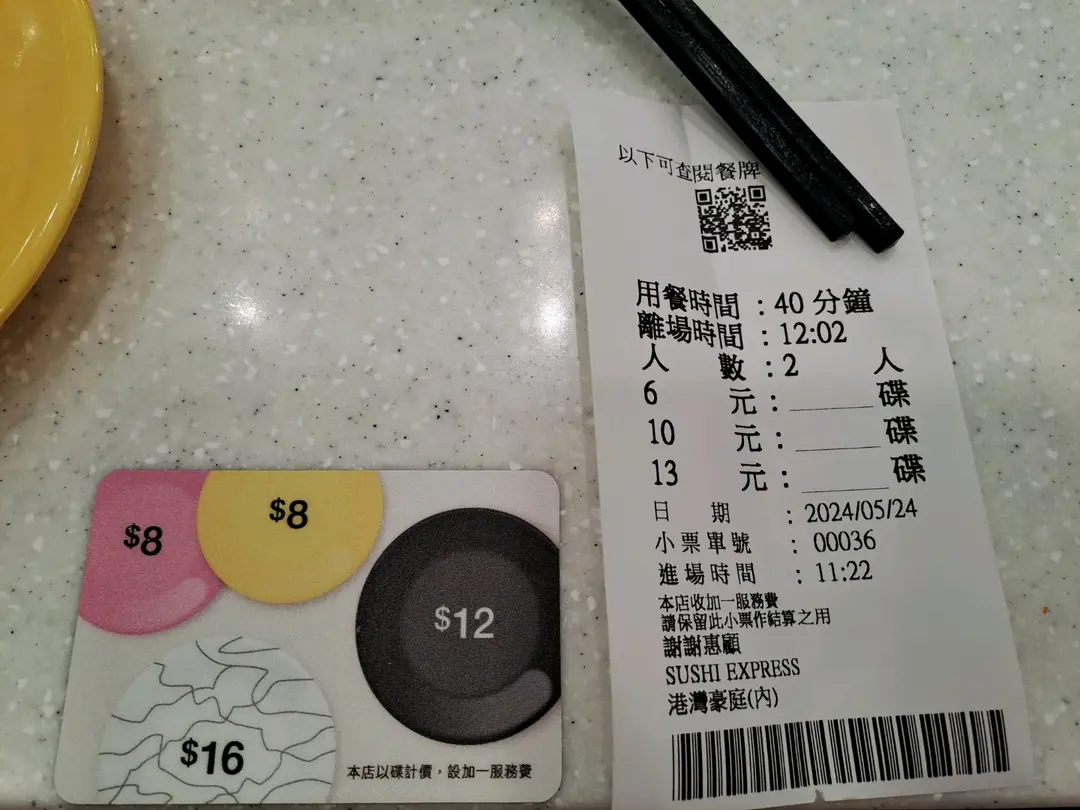 以下可查閱餐牌
用餐時間 : 40 分鐘
離場時間 : 12:02
人 數 : 2 人
6 元 : ______ 碟
10 元 : ______ 碟
13 元 : ______ 碟
日 期 : 2024/05/24
小票單號 : 00036
進場時間 : 11:22
本店收加一服務費
請保留此小票作結算之用
謝謝惠顧
SUSHI EXPRESS
港灣豪庭(內)
$8
$8
$12
$16
本店以碟計價，設加一服務費